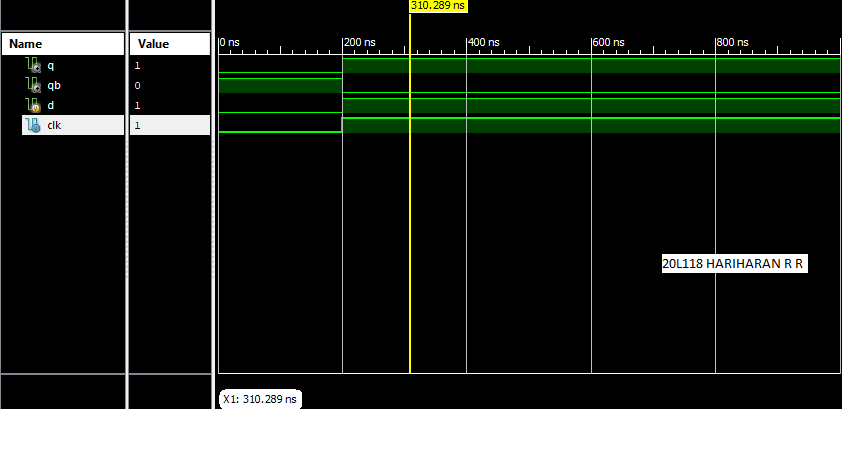 310.289 ns
Name Value
0 ns 200 ns 400 ns 600 ns 800 ns
q 1
qb 0
d 1
clk 1
20L118 HARIHARAN R R
X1: 310.289 ns